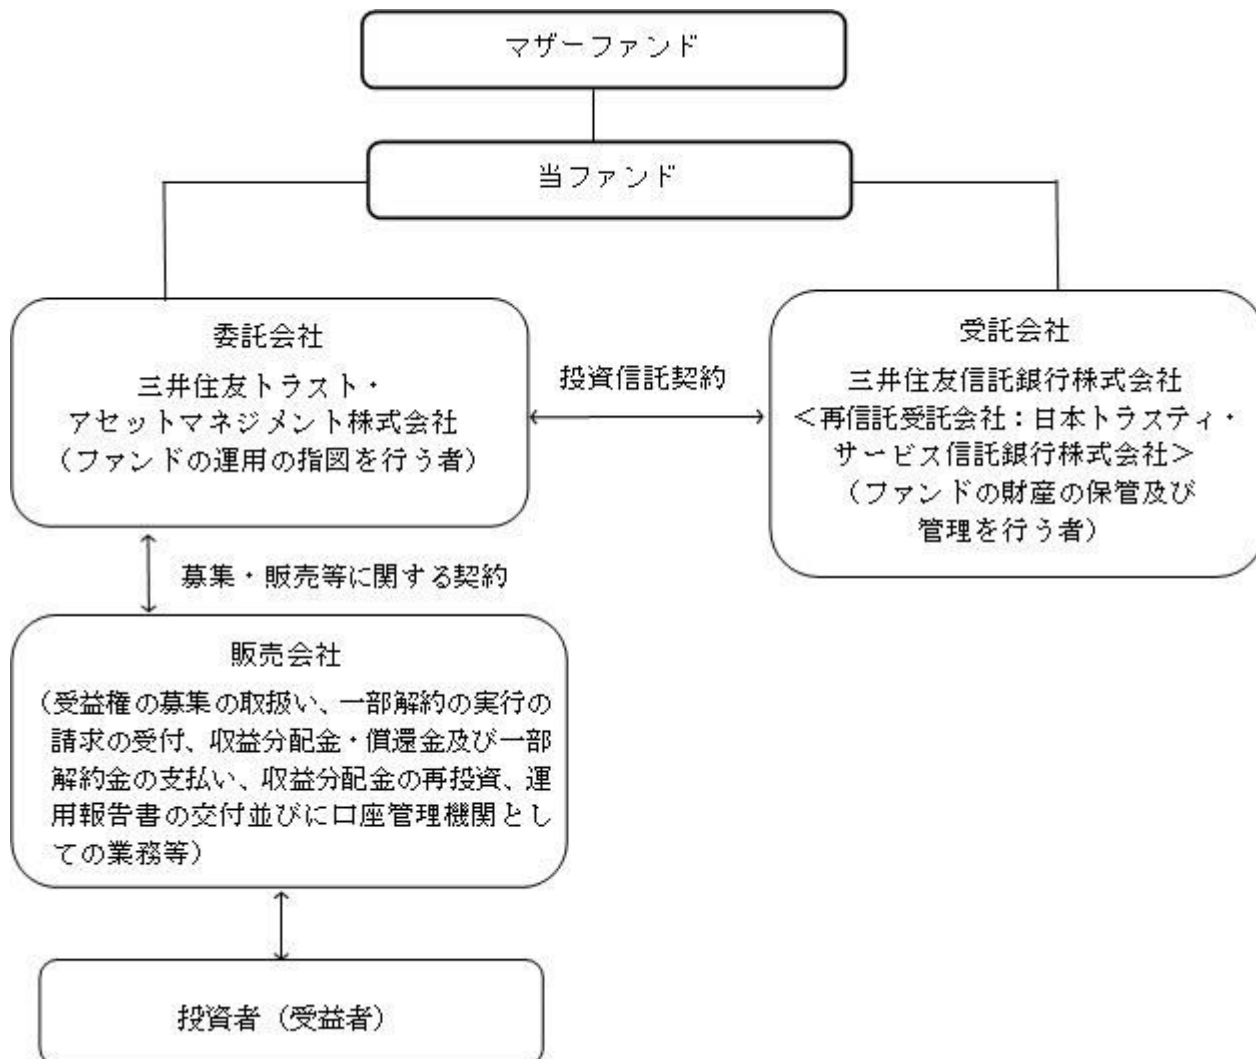 マザーファンド
当ファンド
委託会社
三井住友トラスト・
アセットマネジメント株式会社
（ファンドの運用の指図を行う者）
投資信託契約
受託会社
三井住友信託銀行株式会社
＜再信託受託会社：日本トラスティ・
サービス信託銀行株式会社＞
（ファンドの財産の保管及び
管理を行う者）
募集・販売等に関する契約
販売会社
（受益権の募集の取扱い、一部解約の実行の
請求の受付、収益分配金・償還金及び一部
解約金の支払い、収益分配金の再投資、運
用報告書の交付並びに口座管理機関とし
ての業務等）
投資者（受益者）